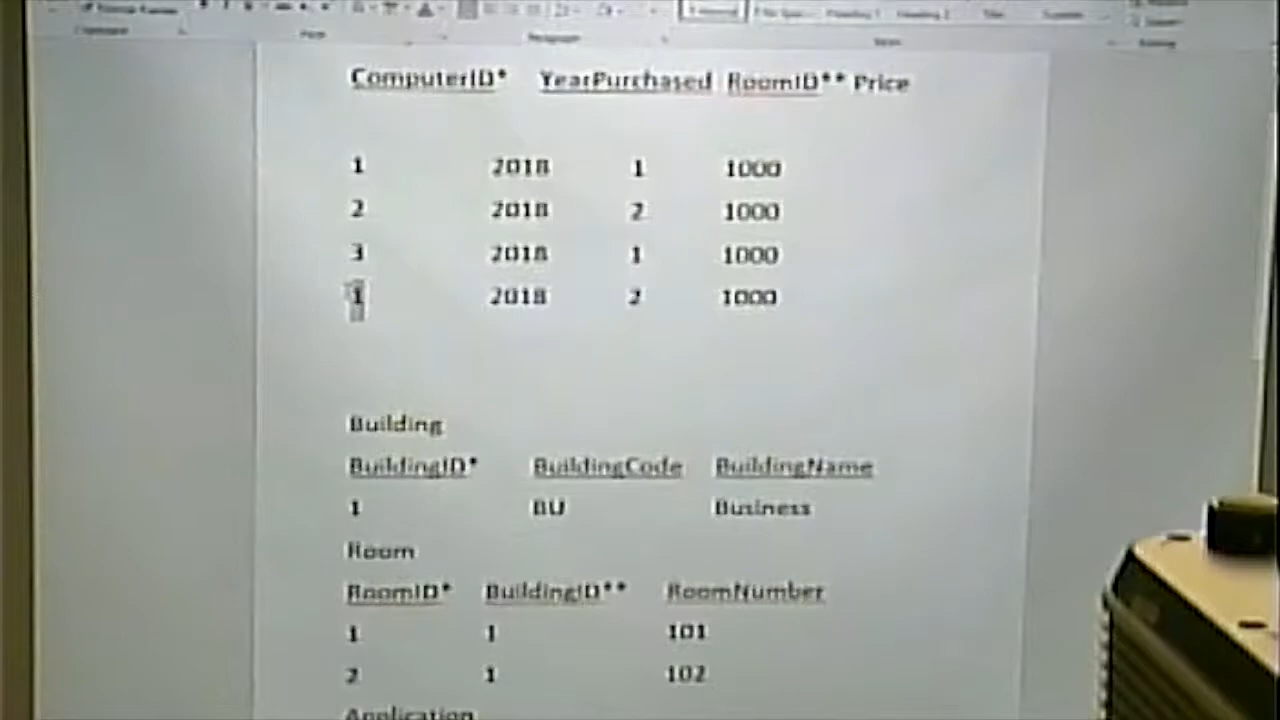 ComputerID* YearPurchased RoomID** Price
1 2018 1 1000
2 2018 2 1000
3 2018 1 1000
1 2018 2 1000
Building
BuildingID* BuildingCode BuildingName
1 BU Business
Room
RoomID* BuildingID** RoomNumber
1 1 101
2 1 102
Application